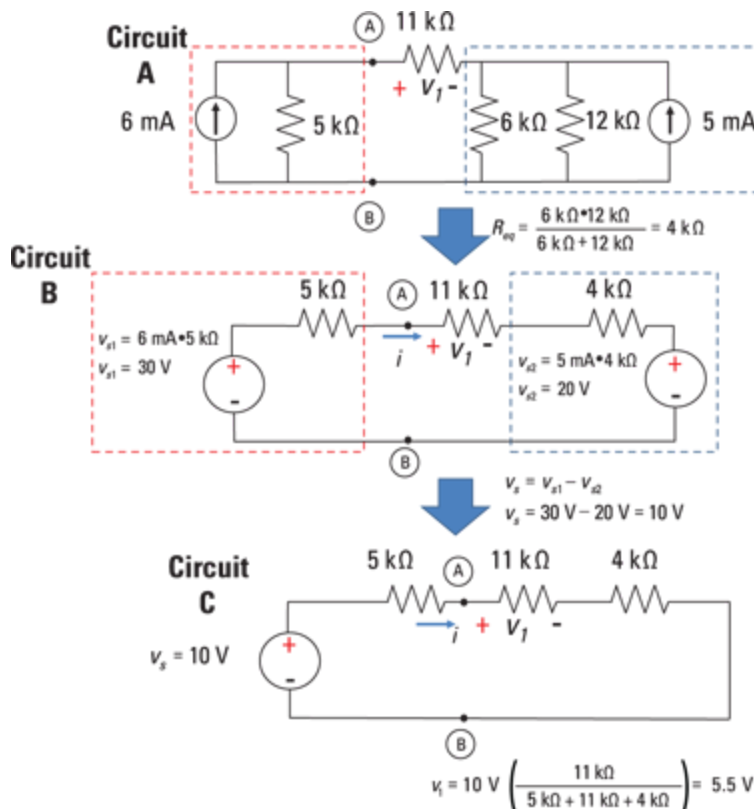 Circuit
A
A
11 kΩ
+ V1 -
6 mA
5 kΩ
6 kΩ
12 kΩ
5 mA
B
Req = 6 kΩ•12 kΩ / 6 kΩ + 12 kΩ = 4 kΩ
Circuit
B
5 kΩ
A
11 kΩ
4 kΩ
vs1 = 6 mA•5 kΩ
vs1 = 30 V
+
-
i
+ V1 -
vs2 = 5 mA•4 kΩ
vs2 = 20 V
+
-
B
vs = vs1 – vs2
vs = 30 V – 20 V = 10 V
Circuit
C
5 kΩ
A
11 kΩ
4 kΩ
i
+ V1 -
vs = 10 V
+
-
B
v1 = 10 V ( 11 kΩ / 5 kΩ + 11 kΩ + 4 kΩ ) = 5.5 V